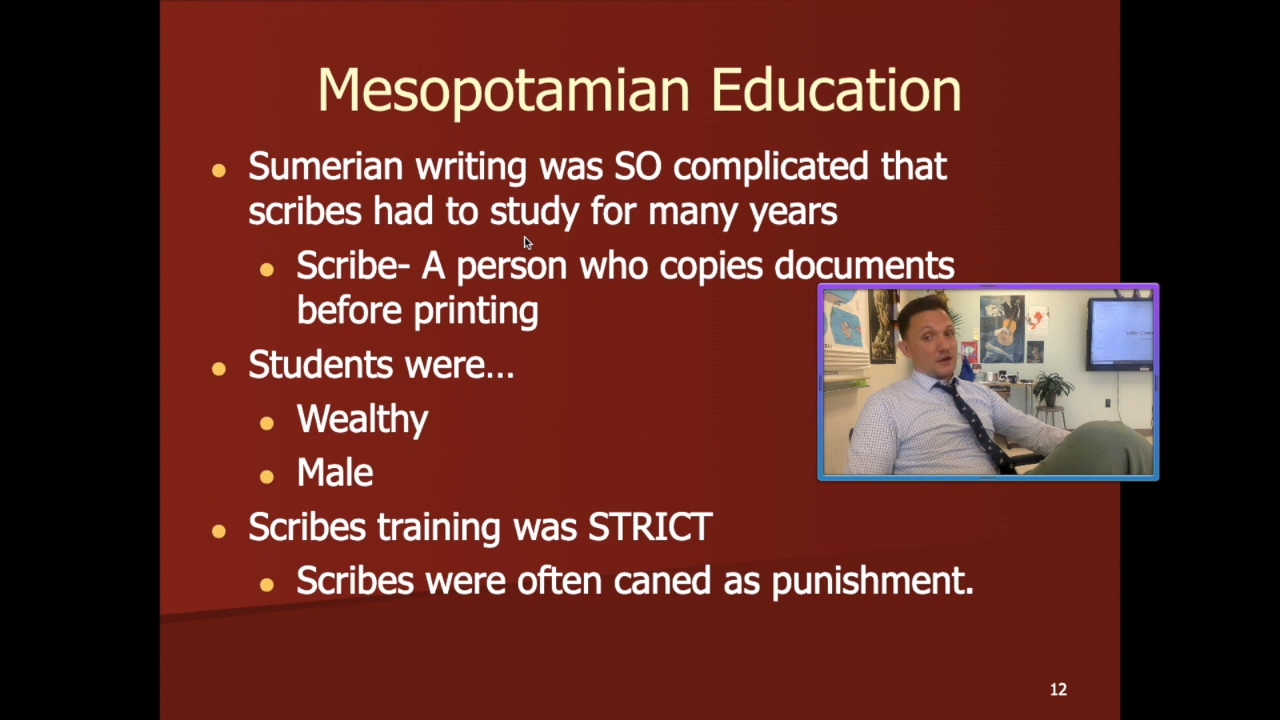 Mesopotamian Education
• Sumerian writing was SO complicated that
scribes had to study for many years
• Scribe- A person who copies documents
before printing
• Students were...
• Wealthy
• Male
• Scribes training was STRICT
• Scribes were often caned as punishment.
12